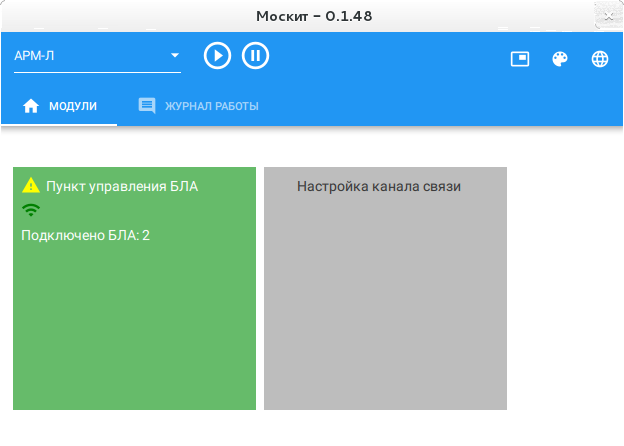 Москит - 0.1.48
АРМ-Л
МОДУЛИ
ЖУРНАЛ РАБОТЫ
Пункт управления БЛА
Подключено БЛА: 2
Настройка канала связи